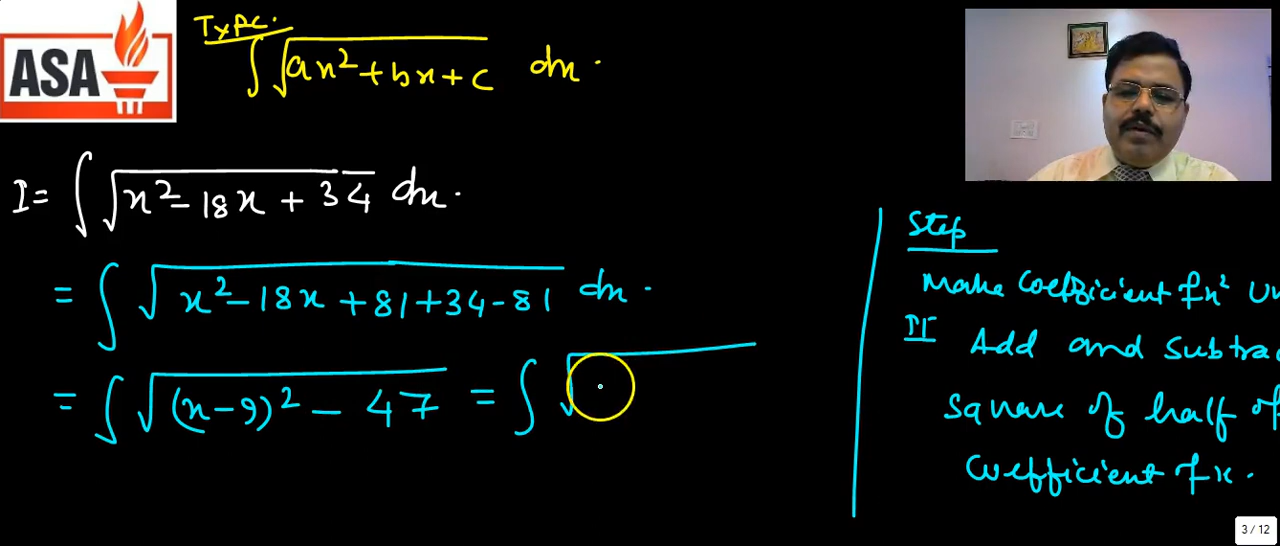 ASA
Type.
∫ √ax²+bx+c dx.
I = ∫ √x²-18x+34 dx.
= ∫ √x²-18x+81+34-81 dx.
= ∫ √(x-9)² - 47 = ∫ √
Step
Make Coefficient of x² Un
II Add and Subtra
Square of half of
Coefficient of x.
3 / 12